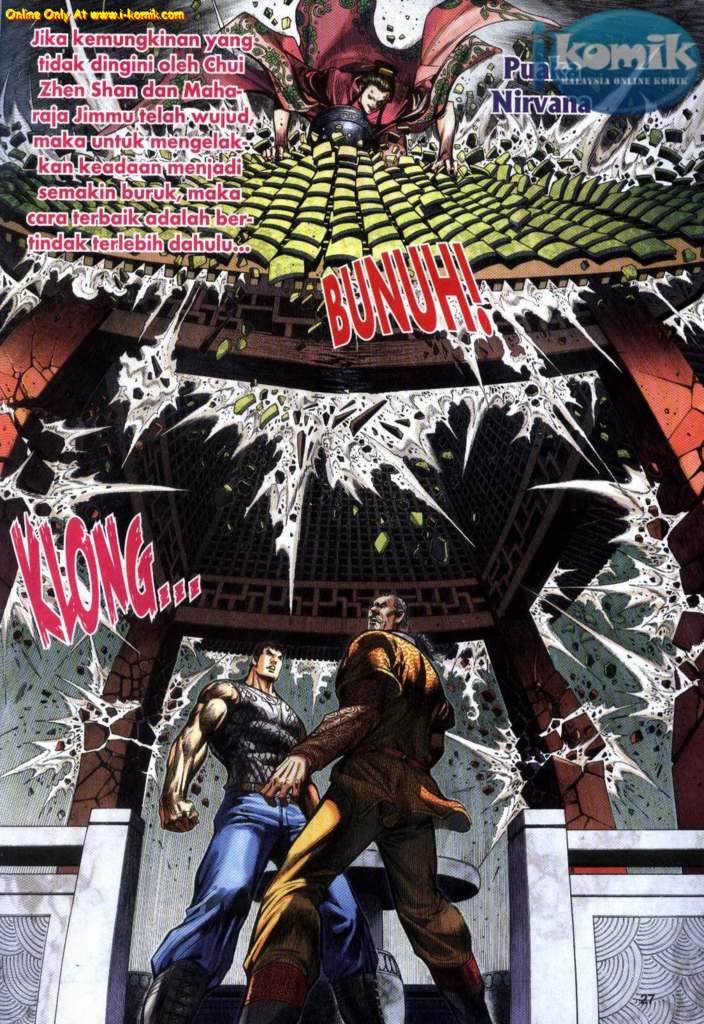 Online Only At www.i-komik.com
Jika kemungkinan yang
tidak dingini oleh Chui
Zhen Shan dan Maha-
raja Jimmu telah wujud,
maka untuk mengelak-
kan keadaan menjadi
semakin buruk, maka
cara terbaik adalah ber-
tindak terlebih dahulu...
ikomik
MALAYSIA ONLINE KOMIK
Puaka
Nirvana
BUNUH!
KLONG...
27